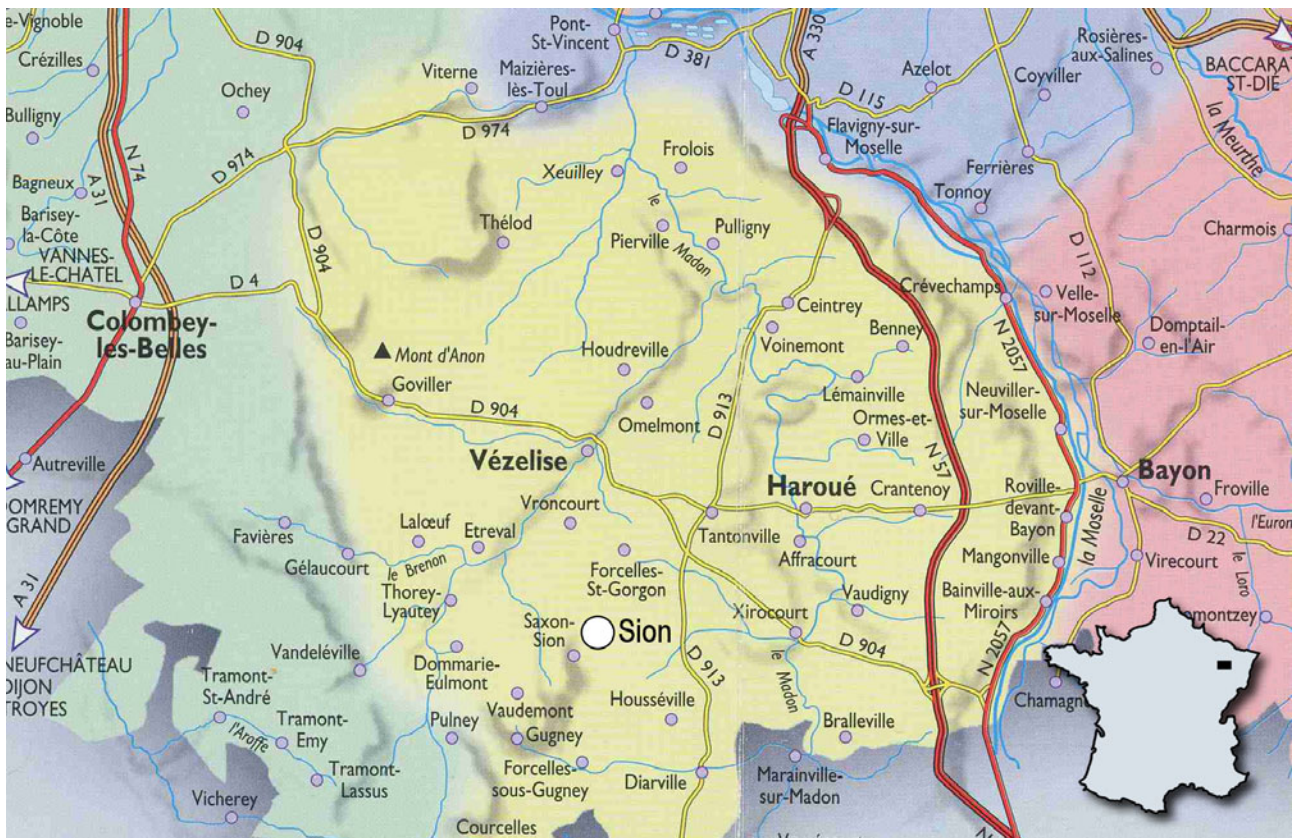 e-Vignoble
Crézilles
D 904
Ochey
Bulligny
Bagneux
Barisey-
la-Côte
VANNES-
LE-CHATEL
ALLAMPS
Barisey-
au-Plain
A 31
N 74
D 974
D 904
D 4
Colombey-
les-Belles
Pont-
St-Vincent
Viterne
Maizières-
lès-Toul
D 381
D 974
A 330
D 115
Azelot
Coyviller
Rosières-
aux-Salines
BACCARAT
ST-DIE
la Meurthe
Flavigny-sur-
Moselle
Ferrières
Tonnoy
D 112
Charmois
Xeuilley
Frolois
le
Madon
Thélod
Pierville
Pulligny
Ceintrey
Voinemont
Benney
Crévechamps
N 2057
Velle-
sur-Moselle
Domptail-
en-l'Air
Mont d'Anon
Goviller
Houdreville
D 904
Omelmont
D 913
Lémainville
Ormes-et-
Ville
N 57
Neuviller-
sur-Moselle
Autreville
DOMREMY
GRAND
A 31
NEUFCHÂTEAU
DIJON
TROYES
Vézelise
Haroué
Crantenoy
Roville-
devant-
Bayon
Bayon
Froville
l'Euron
D 22
le Loro
Virecourt
la Moselle
Mangonville
Bainville-aux-
Miroirs
N 2057
Chamagn
Favières
Lalœuf
Gélaucourt
le Brenon
Etreval
Vroncourt
Tantonville
Affracourt
Forcelles-
St-Gorgon
Thorey-
Lyautey
Saxon-
Sion
Sion
Xirocourt
Vaudigny
D 904
le
Madon
D 913
Vandeléville
Dommarie-
Eulmont
Housséville
Bralleville
Tramont-
St-André
l'Aroffe
Tramont-
Emy
Tramont-
Lassus
Vicherey
Pulney
Vaudemont
Gugney
Forcelles-
sous-Gugney
Diarville
Marainville-
sur-Madon
Courcelles